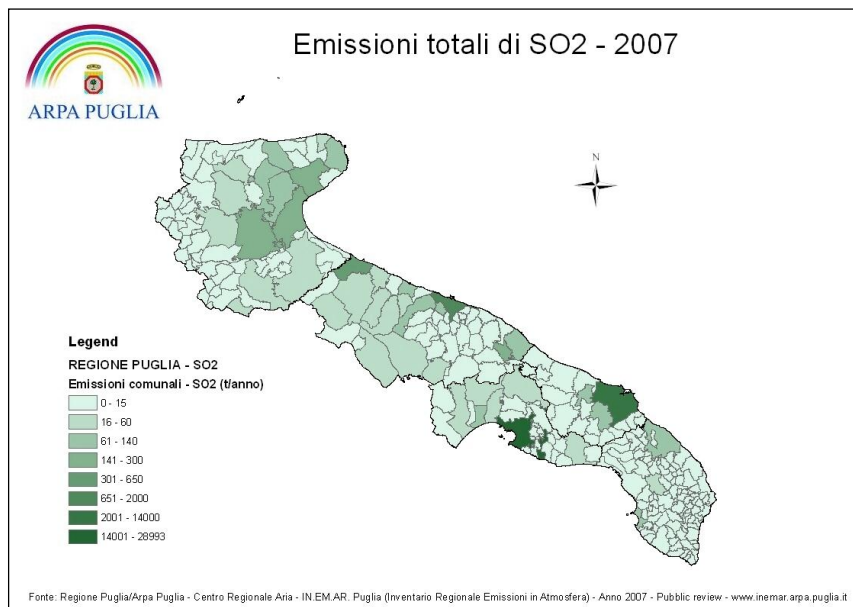 Emissioni totali di SO2 - 2007
ARPA PUGLIA
N
Legend
REGIONE PUGLIA - SO2
Emissioni comunali - SO2 (t/anno)
0 - 15
16 - 60
61 - 140
141 - 300
301 - 650
651 - 2000
2001 - 14000
14001 - 28993
Fonte: Regione Puglia/Arpa Puglia - Centro Regionale Aria - IN.EM.AR. Puglia (Inventario Regionale Emissioni in Atmosfera) - Anno 2007 - Pubblic review - www.inemar.arpa.puglia.it